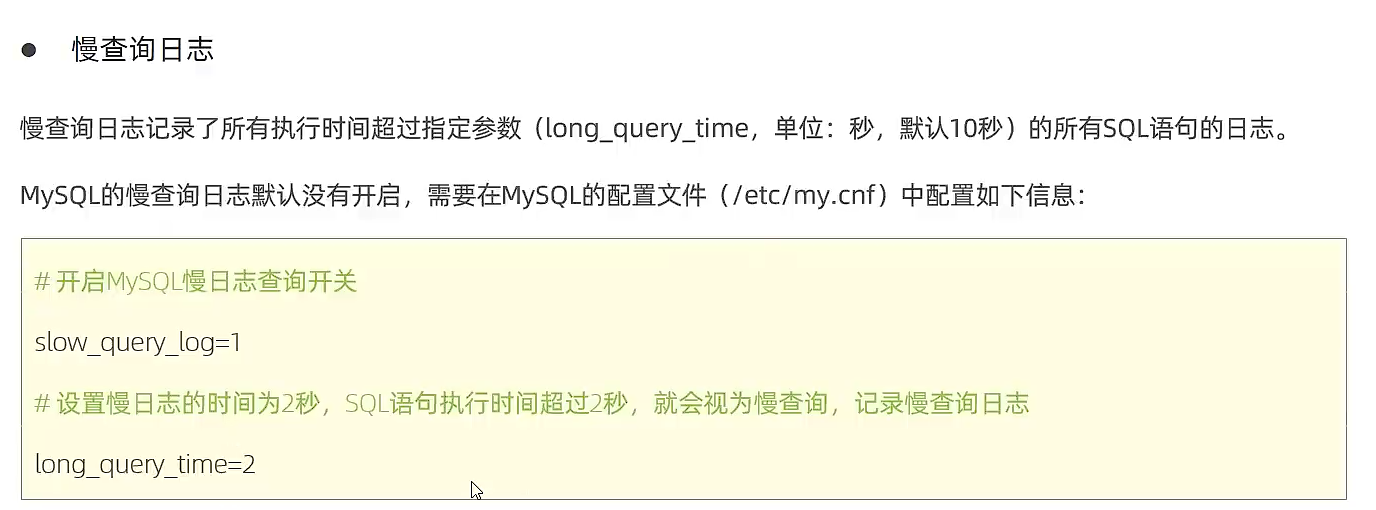 ● 慢查询日志
慢查询日志记录了所有执行时间超过指定参数（long_query_time，单位：秒，默认10秒）的所有SQL语句的日志。
MySQL的慢查询日志默认没有开启，需要在MySQL的配置文件（/etc/my.cnf）中配置如下信息：
# 开启MySQL慢日志查询开关
slow_query_log=1
# 设置慢日志的时间为2秒，SQL语句执行时间超过2秒，就会视为慢查询，记录慢查询日志
long_query_time=2